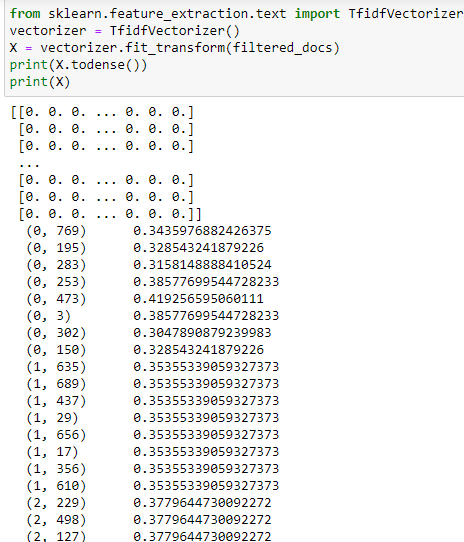 from sklearn.feature_extraction.text import TfidfVectorizer
vectorizer = TfidfVectorizer()
X = vectorizer.fit_transform(filtered_docs)
print(X.todense())
print(X)
[[0. 0. 0. ... 0. 0. 0.]
[0. 0. 0. ... 0. 0. 0.]
[0. 0. 0. ... 0. 0. 0.]
...
[0. 0. 0. ... 0. 0. 0.]
[0. 0. 0. ... 0. 0. 0.]
[0. 0. 0. ... 0. 0. 0.]]
(0, 769) 0.3435976882426375
(0, 195) 0.328543241879226
(0, 283) 0.3158148888410524
(0, 253) 0.38577699544728233
(0, 473) 0.419256595060111
(0, 3) 0.38577699544728233
(0, 302) 0.3047890879239983
(0, 150) 0.328543241879226
(1, 635) 0.35355339059327373
(1, 689) 0.35355339059327373
(1, 437) 0.35355339059327373
(1, 29) 0.35355339059327373
(1, 656) 0.35355339059327373
(1, 17) 0.35355339059327373
(1, 356) 0.35355339059327373
(1, 610) 0.35355339059327373
(2, 229) 0.3779644730092272
(2, 498) 0.3779644730092272
(2, 127) 0.3779644730092272